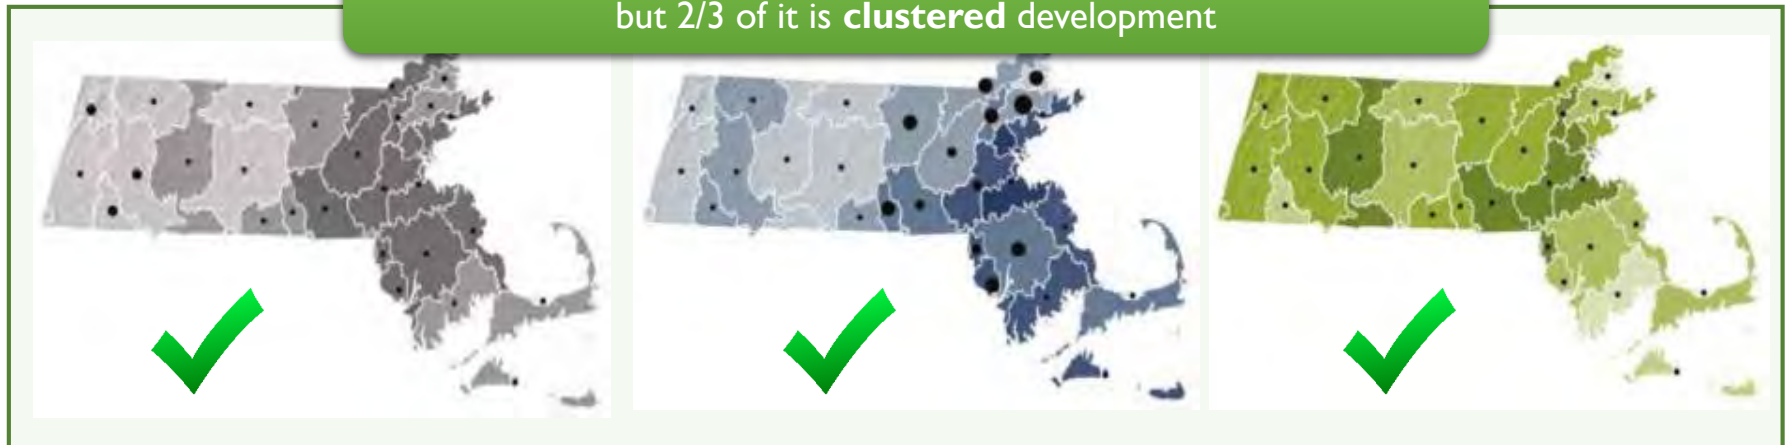 but 2/3 of it is clustered development